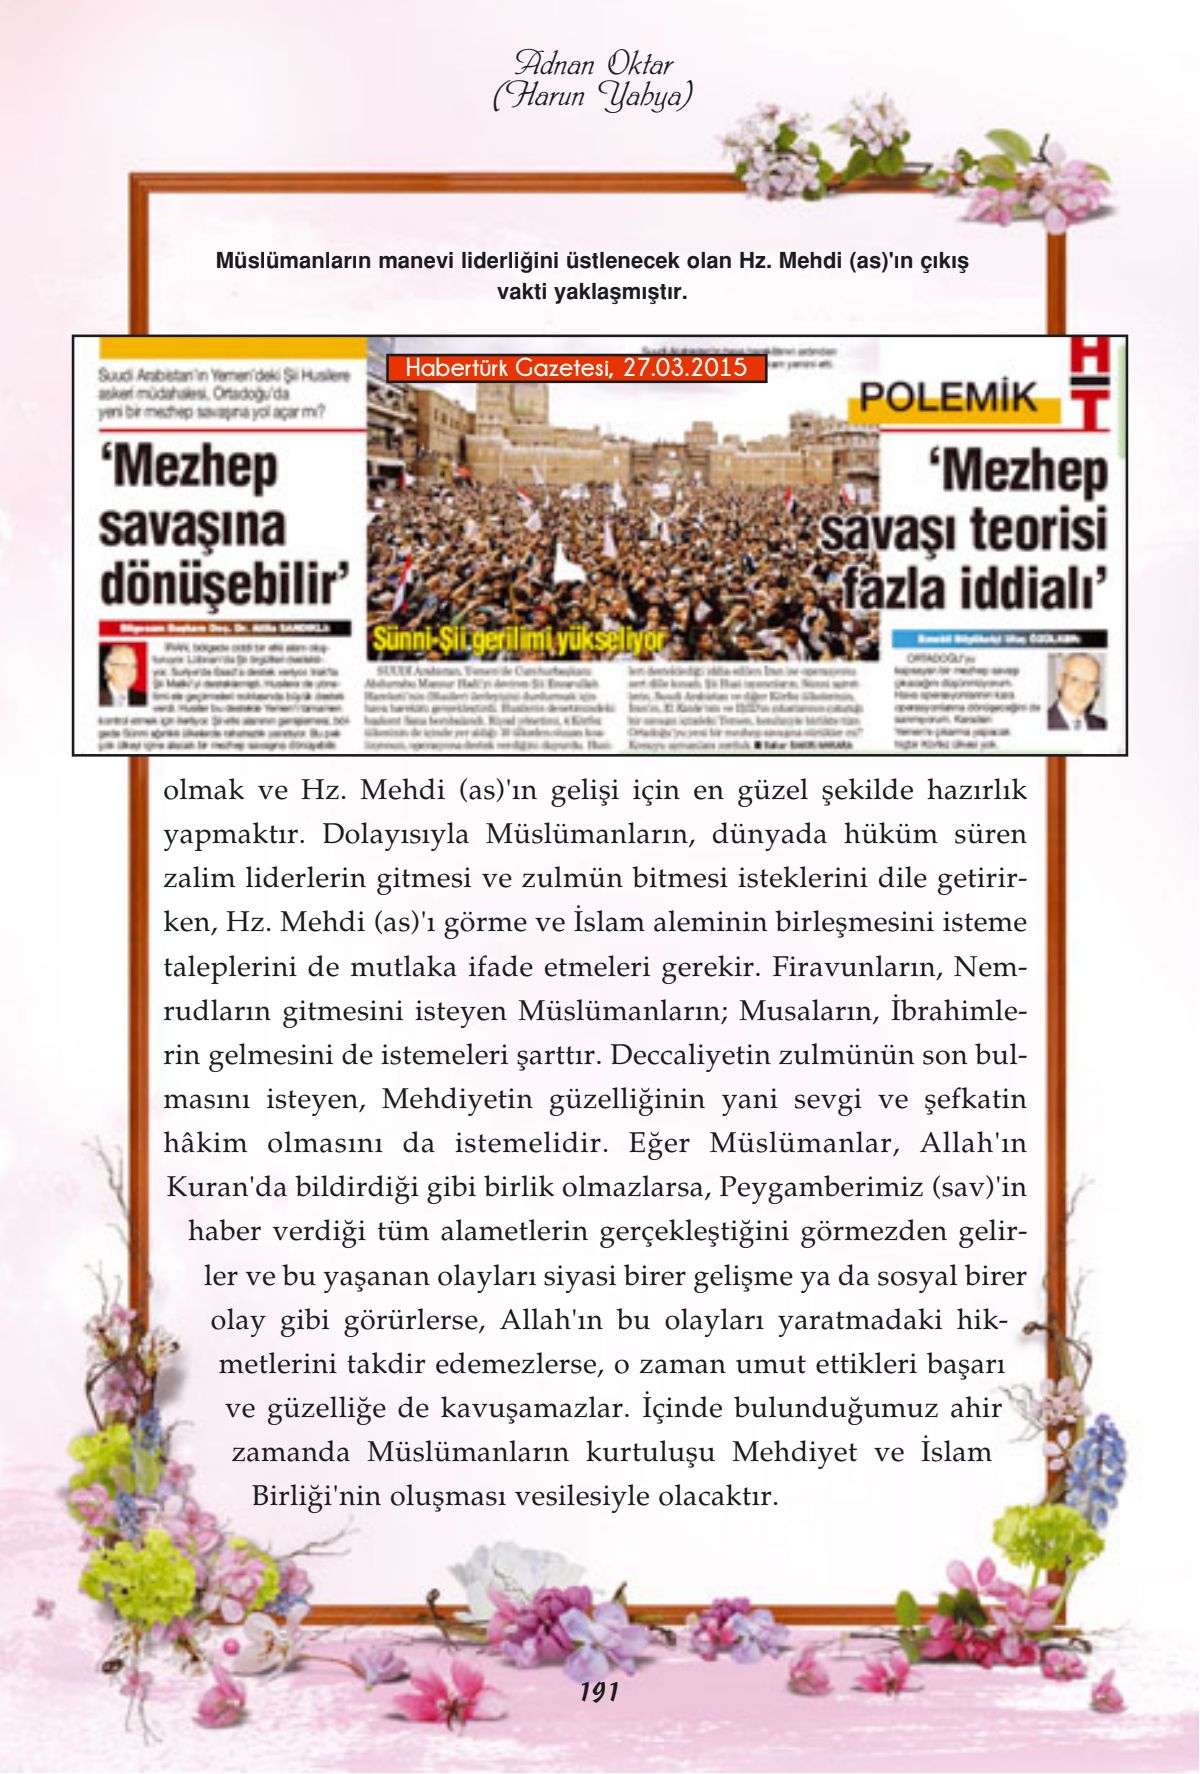 Adnan Oktar
(Harun Yahya)
Müslümanların manevi liderliğini üstlenecek olan Hz. Mehdi (as)'ın çıkış
vakti yaklaşmıştır.
Habertürk Gazetesi, 27.03.2015
Suudi Arabistan'ın Yemen'deki Şii Husilere
askeri müdahalesi, Ortadoğu'da
yeni bir mezhep savaşına yol açar mı?
'Mezhep
savaşına
dönüşebilir'
Sünni-Şii gerilimi yükseliyor
HT
POLEMİK
'Mezhep
savaşı teorisi
fazla iddialı'
olmak ve Hz. Mehdi (as)'ın gelişi için en güzel şekilde hazırlık
yapmaktır. Dolayısıyla Müslümanların, dünyada hüküm süren
zalim liderlerin gitmesi ve zulmün bitmesi isteklerini dile getirir-
ken, Hz. Mehdi (as)'ı görme ve İslam aleminin birleşmesini isteme
taleplerini de mutlaka ifade etmeleri gerekir. Firavunların, Nem-
rudların gitmesini isteyen Müslümanların; Musaların, İbrahimle-
rin gelmesini de istemeleri şarttır. Deccaliyetin zulmünün son bul-
masını isteyen, Mehdiyetin güzelliğinin yani sevgi ve şefkatin
hâkim olmasını da istemelidir. Eğer Müslümanlar, Allah'ın
Kuran'da bildirdiği gibi birlik olmazlarsa, Peygamberimiz (sav)'in
haber verdiği tüm alametlerin gerçekleştiğini görmezden gelir-
ler ve bu yaşanan olayları siyasi birer gelişme ya da sosyal birer
olay gibi görürlerse, Allah'ın bu olayları yaratmadaki hik-
metlerini takdir edemezlerse, o zaman umut ettikleri başarı
ve güzelliğe de kavuşamazlar. İçinde bulunduğumuz ahir
zamanda Müslümanların kurtuluşu Mehdiyet ve İslam
Birliği'nin oluşması vesilesiyle olacaktır.
191